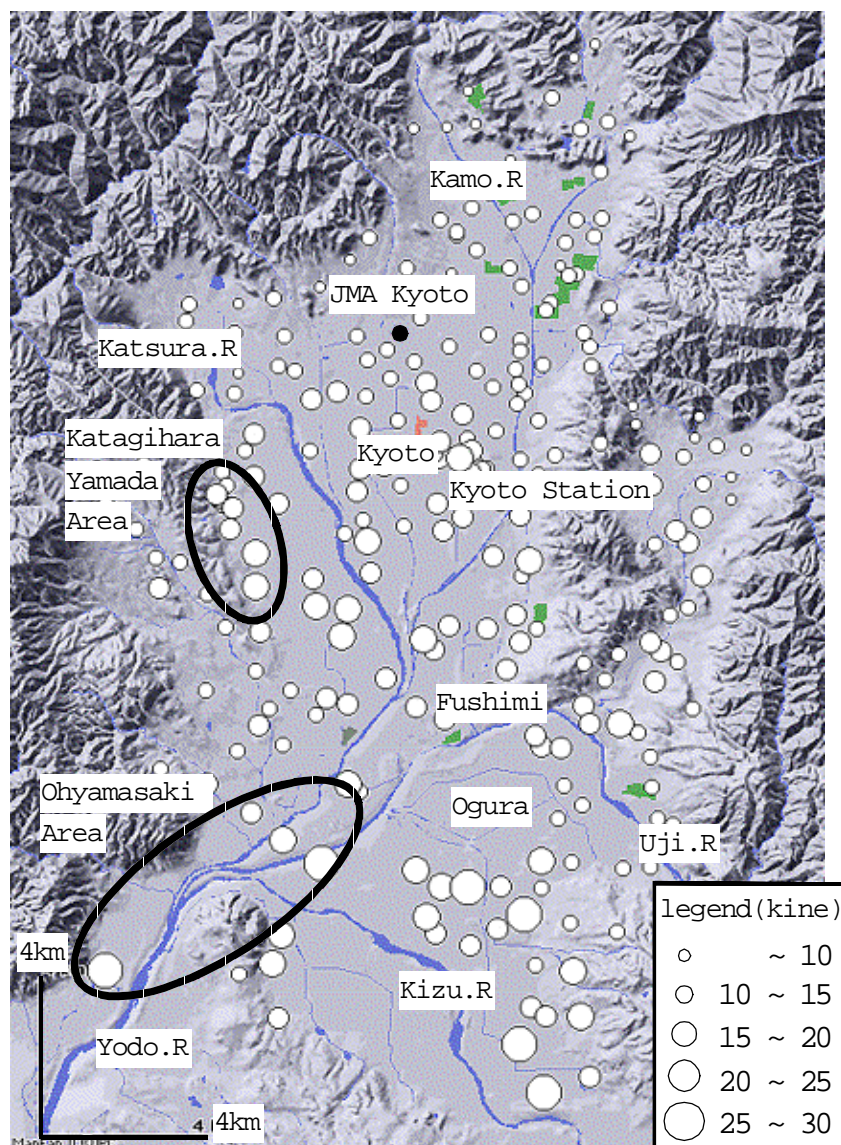 Kamo.R
JMA Kyoto
Katsura.R
Katagihara
Kyoto
Yamada
Kyoto Station
Area
Fushimi
Ohyamasaki
Ogura
Area
Uji.R
legend(kine)
~ 10
4km
10 ~ 15
Kizu.R
15 ~ 20
Yodo.R
20 ~ 25
4
4km
25 ~ 30